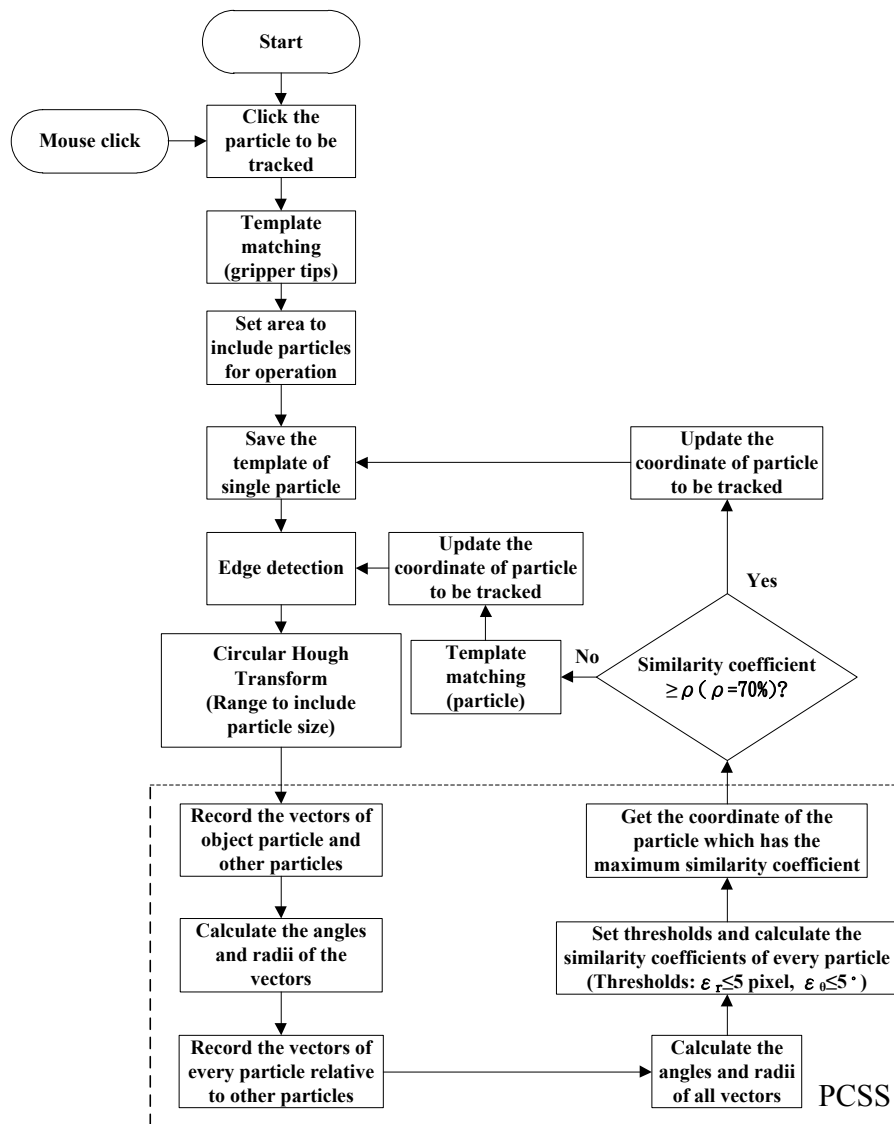 Start
Mouse click
Click the
particle to be
tracked
Template
matching
(gripper tips)
Set area to
include particles
for operation
Save the
template of
single particle
Update the
coordinate of particle
to be tracked
Edge detection
Update the
coordinate of particle
to be tracked
Yes
Circular Hough
Transform
(Range to include
particle size)
Template
matching
(particle)
No
Similarity coefficient
≥ρ(ρ=70%)?
Record the vectors of
object particle and
other particles
Get the coordinate of the
particle which has the
maximum similarity coefficient
Calculate the angles
and radii of the
vectors
Set thresholds and calculate the
similarity coefficients of every particle
(Thresholds: ε r≤5 pixel, ε θ≤5°)
Record the vectors of
every particle relative
to other particles
Calculate the
angles and radii
of all vectors
PCSS